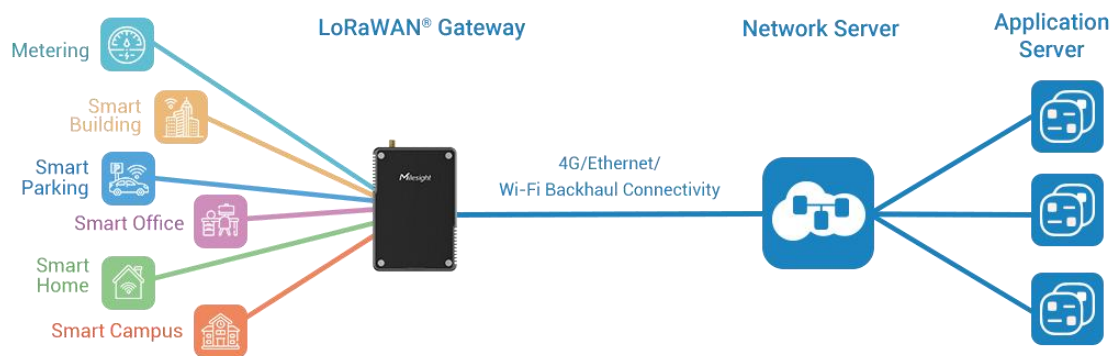 LoRaWAN® Gateway
Network Server
Application
Server
Metering
Smart
Building
Smart
Parking
P
Smart Office
Smart
Home
Smart Campus
Milesight
4G/Ethernet/
Wi-Fi Backhaul Connectivity